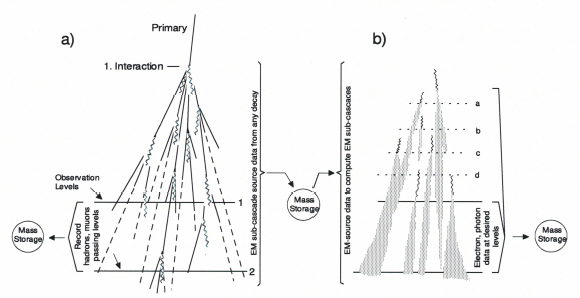 Primary
a)
1. Interaction
Observation
Levels
1
2
Mass
Storage
Record
hadrons, muons
passing levels
EM sub-cascade source data from any decay
Mass
Storage
EM-source data to compute EM sub-cascaces
b)
a
b
c
d
Electron, photon
data at desired
levels
Mass
Storage